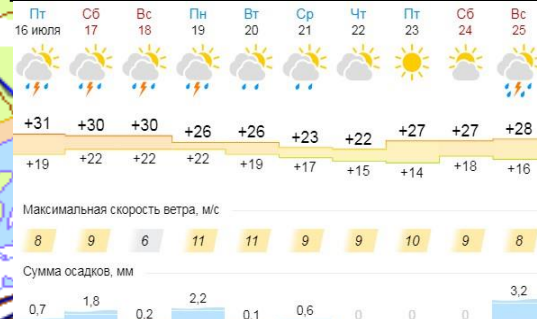 Пт Сб Вс Пн Вт Ср Чт Пт Сб Вс
16 июля 17 18 19 20 21 22 23 24 25
+31 +30 +30 +26 +26 +23 +22 +27 +27 +28
+19 +22 +22 +22 +19 +17 +15 +14 +18 +16
Максимальная скорость ветра, м/с
8 9 6 11 11 9 9 10 9 8
Сумма осадков, мм
0,7 1,8 0,2 2,2 0,1 0,6 0 0 0 3,2